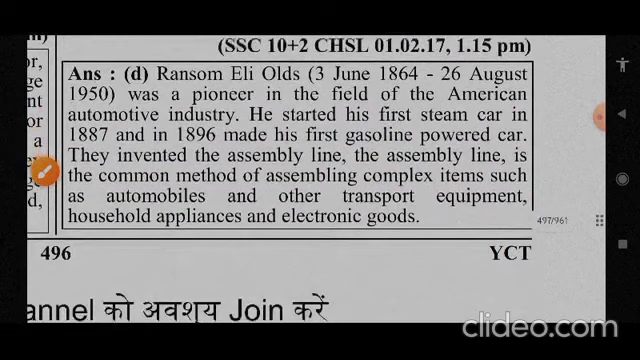 (SSC 10+2 CHSL 01.02.17, 1.15 pm)
Ans : (d) Ransom Eli Olds (3 June 1864 - 26 August
1950) was a pioneer in the field of the American
automotive industry. He started his first steam car in
1887 and in 1896 made his first gasoline powered car.
They invented the assembly line, the assembly line, is
the common method of assembling complex items such
as automobiles and other transport equipment,
household appliances and electronic goods.
or,
ge
nt
or
a
d,
497/961
496
YCT
annel को अवश्य Join करें
clideo.com